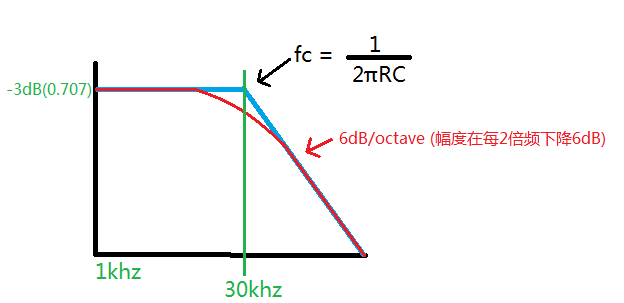 fc = 1
2πRC
-3dB(0.707)
6dB/octave (幅度在每2倍频下降6dB)
1khz
30khz